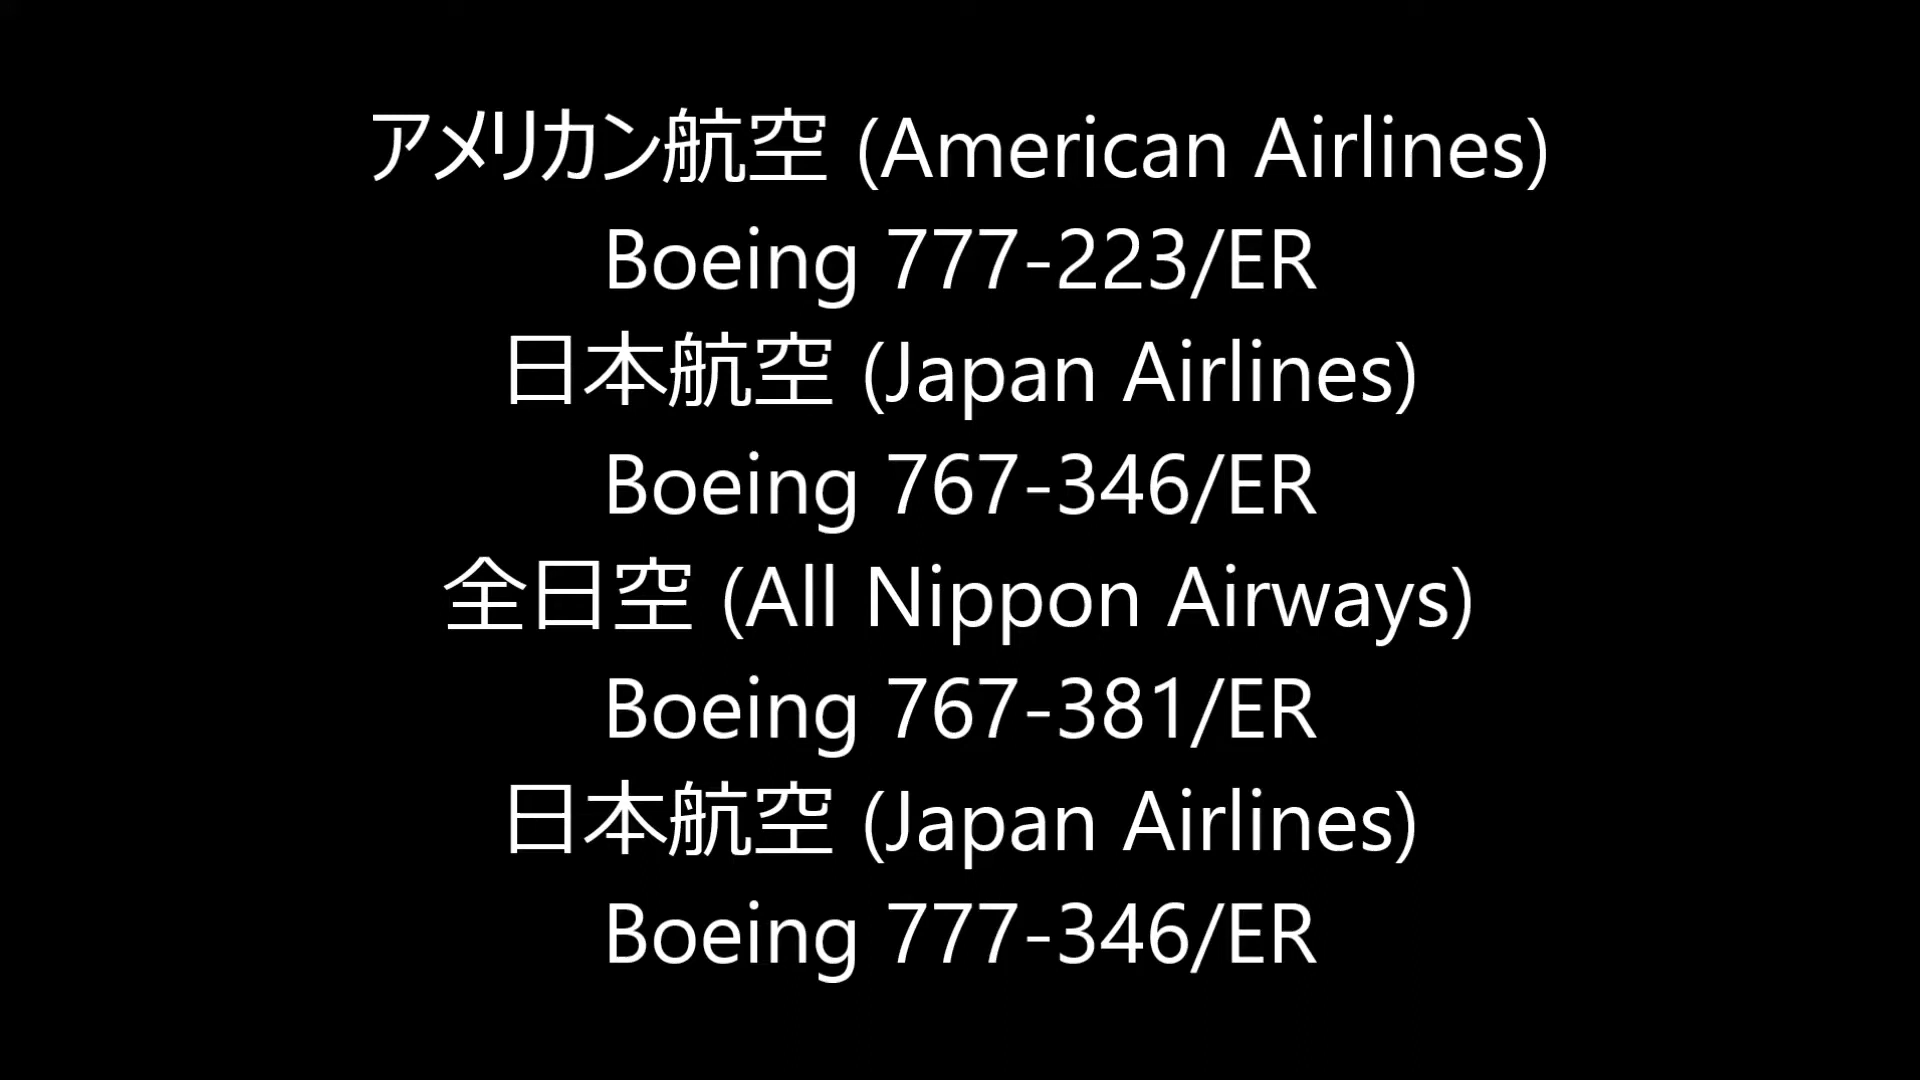 アメリカン航空 (American Airlines)
Boeing 777-223/ER
日本航空 (Japan Airlines)
Boeing 767-346/ER
全日空 (All Nippon Airways)
Boeing 767-381/ER
日本航空 (Japan Airlines)
Boeing 777-346/ER